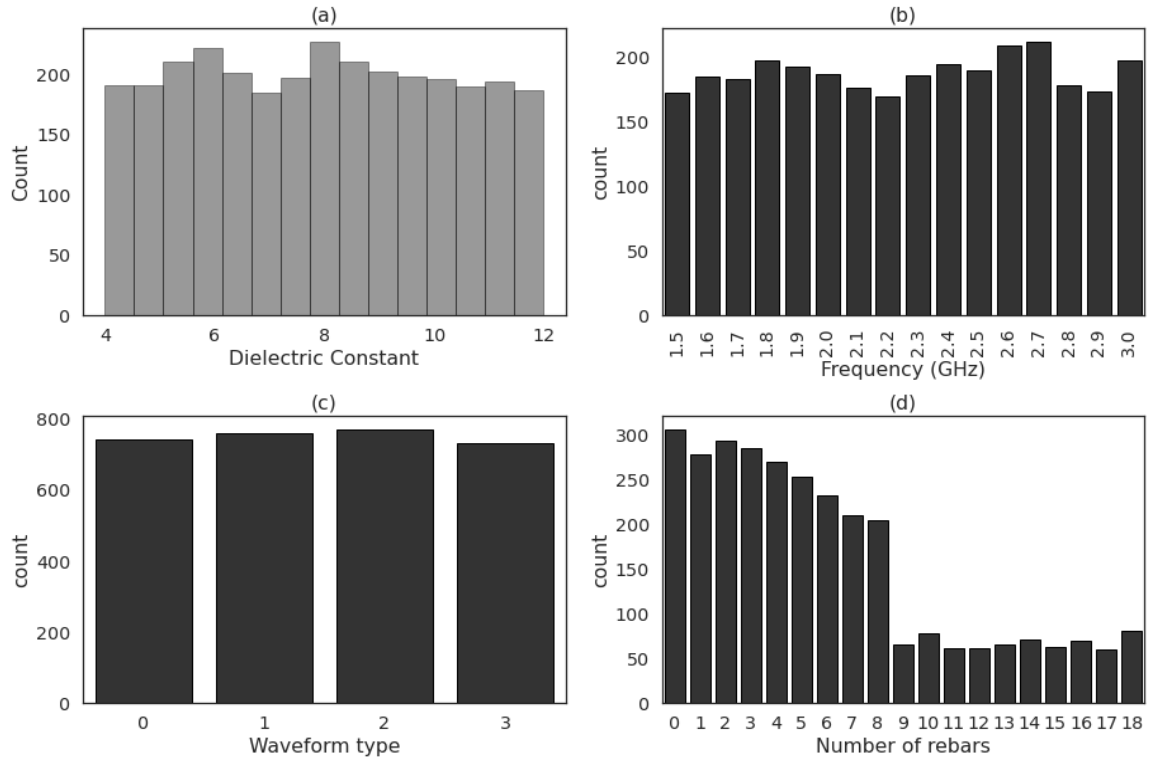 (a)
Count
200
150
100
50
0
4 6 8 10 12
Dielectric Constant
(b)
count
200
150
100
50
0
1.5 1.6 1.7 1.8 1.9 2.0 2.1 2.2 2.3 2.4 2.5 2.6 2.7 2.8 2.9 3.0
Frequency (GHz)
(c)
count
800
600
400
200
0
0 1 2 3
Waveform type
(d)
count
300
250
200
150
100
50
0
0 1 2 3 4 5 6 7 8 9 10 11 12 13 14 15 16 17 18
Number of rebars